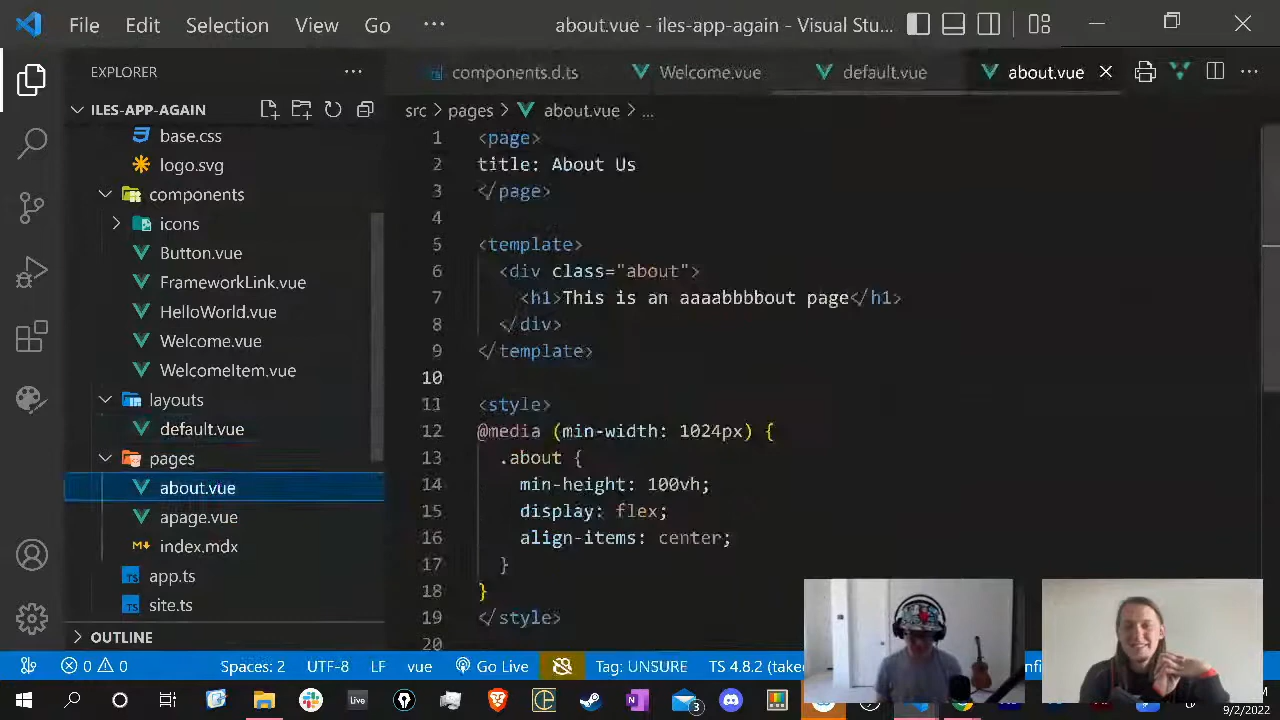 File Edit Selection View Go ··· about.vue - iles-app-again - Visual Stu...
EXPLORER ···
components.d.ts Welcome.vue default.vue about.vue
ILES-APP-AGAIN
src > pages > about.vue > ...
base.css
logo.svg
components
icons
Button.vue
FrameworkLink.vue
HelloWorld.vue
Welcome.vue
WelcomeItem.vue
layouts
default.vue
pages
about.vue
apage.vue
index.mdx
app.ts
site.ts
OUTLINE
1 <page>
2 title: About Us
3 </page>
4
5 <template>
6 <div class="about">
7 <h1>This is an aaaabbbbout page</h1>
8 </div>
9 </template>
10
11 <style>
12 @media (min-width: 1024px) {
13 .about {
14 min-height: 100vh;
15 display: flex;
16 align-items: center;
17 }
18 }
19 </style>
20
0 0 Spaces: 2 UTF-8 LF vue Go Live Tag: UNSURE TS 4.8.2 (take
Live 3
9/2/2022